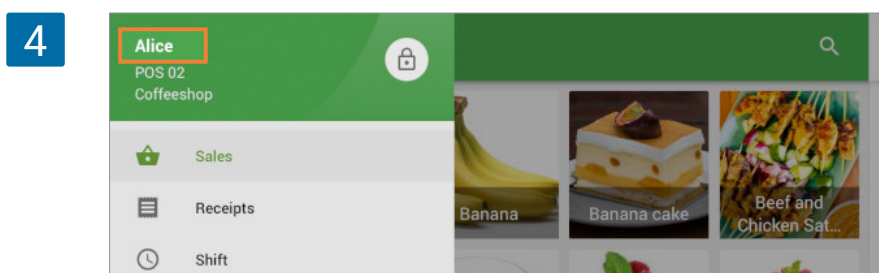 4
Alice
POS 02
Coffeeshop
Sales
Receipts
Shift
Banana
Banana cake
Beef and
Chicken Sat...